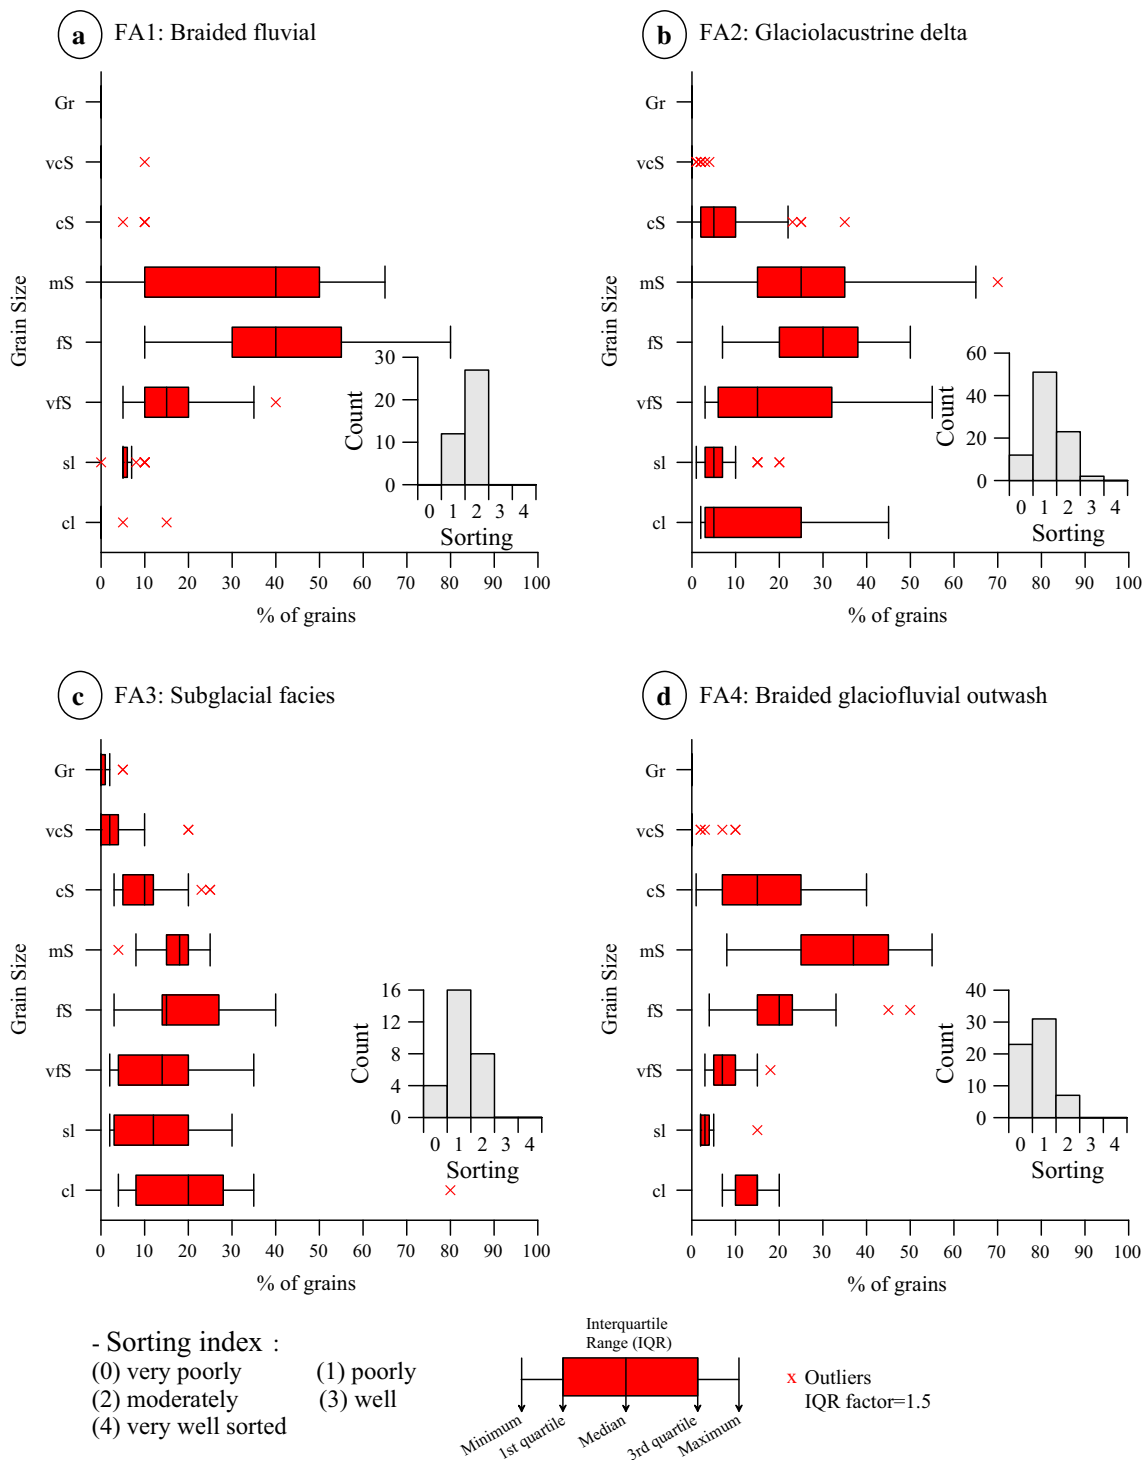 a FA1: Braided fluvial
Grain Size
Gr
vcS
cS
mS
fS
vfS
sl
cl
0 10 20 30 40 50 60 70 80 90 100
% of grains
Count
30
20
10
0
0 1 2 3 4
Sorting
b FA2: Glaciolacustrine delta
Grain Size
Gr
vcS
cS
mS
fS
vfS
sl
cl
0 10 20 30 40 50 60 70 80 90 100
% of grains
Count
60
40
20
0
0 1 2 3 4
Sorting
c FA3: Subglacial facies
Grain Size
Gr
vcS
cS
mS
fS
vfS
sl
cl
0 10 20 30 40 50 60 70 80 90 100
% of grains
Count
16
12
8
4
0
0 1 2 3 4
Sorting
d FA4: Braided glaciofluvial outwash
Grain Size
Gr
vcS
cS
mS
fS
vfS
sl
cl
0 10 20 30 40 50 60 70 80 90 100
% of grains
Count
40
30
20
10
0
0 1 2 3 4
Sorting
- Sorting index :
(0) very poorly (1) poorly
(2) moderately (3) well
(4) very well sorted
Interquartile
Range (IQR)
Minimum
1st quartile
Median
3rd quartile
Maximum
x Outliers
IQR factor=1.5